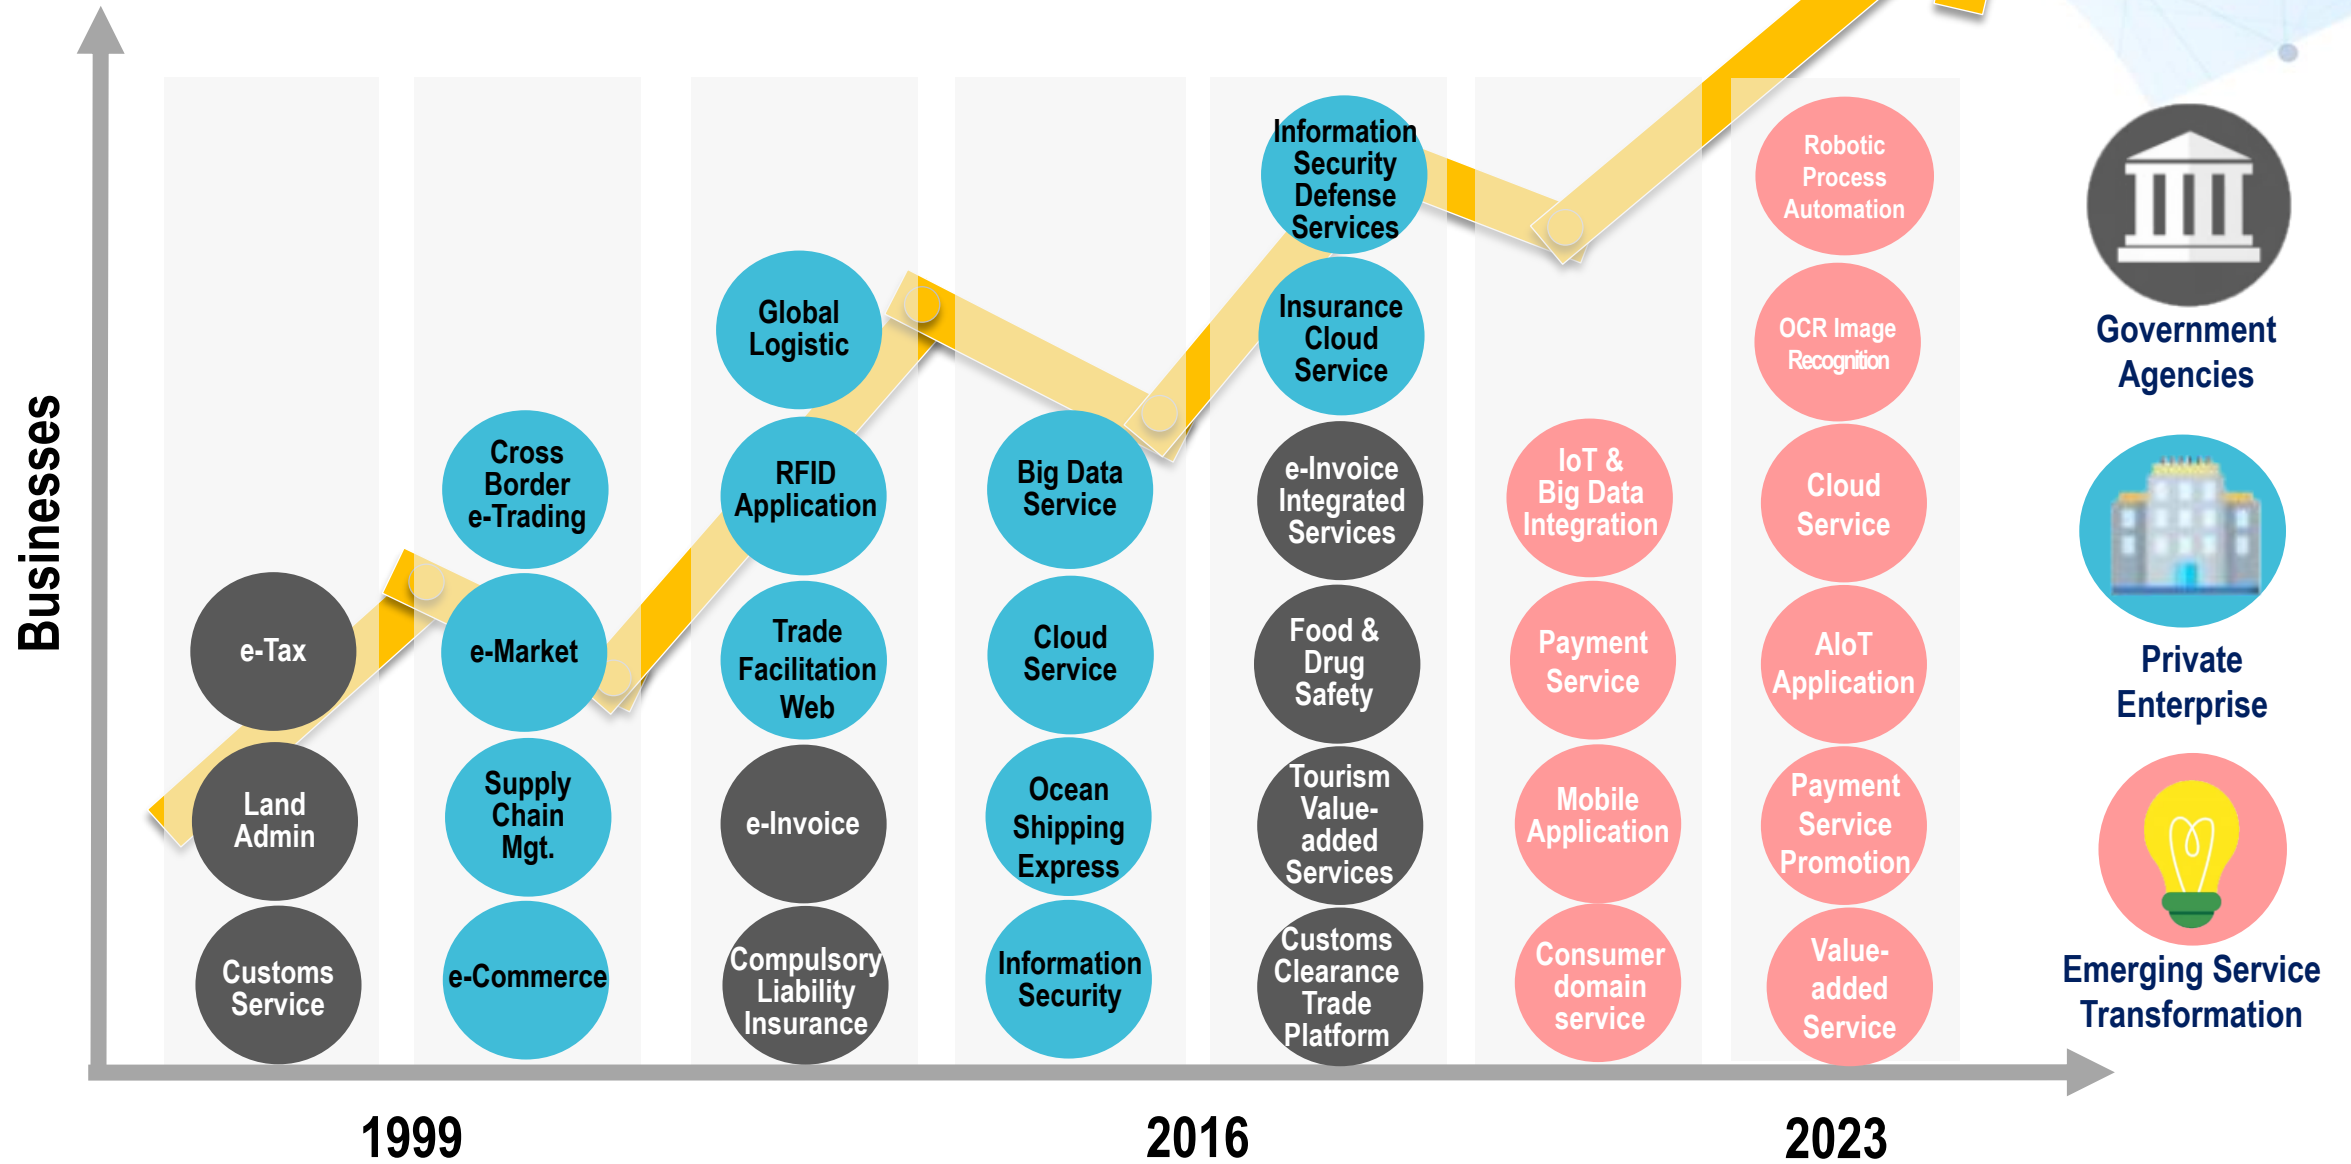 Businesses
e-Tax
Land
Admin
Customs
Service
Cross
Border
e-Trading
e-Market
Supply
Chain
Mgt.
e-Commerce
Global
Logistic
RFID
Application
Trade
Facilitation
Web
e-Invoice
Compulsory
Liability
Insurance
Big Data
Service
Cloud
Service
Ocean
Shipping
Express
Information
Security
Information
Security
Defense
Services
Insurance
Cloud
Service
e-Invoice
Integrated
Services
Food &
Drug
Safety
Tourism
Value-
added
Services
Customs
Clearance
Trade
Platform
IoT &
Big Data
Integration
Payment
Service
Mobile
Application
Consumer
domain
service
Robotic
Process
Automation
OCR Image
Recognition
Cloud
Service
AIoT
Application
Payment
Service
Promotion
Value-
added
Service
Government
Agencies
Private
Enterprise
Emerging Service
Transformation
1999
2016
2023